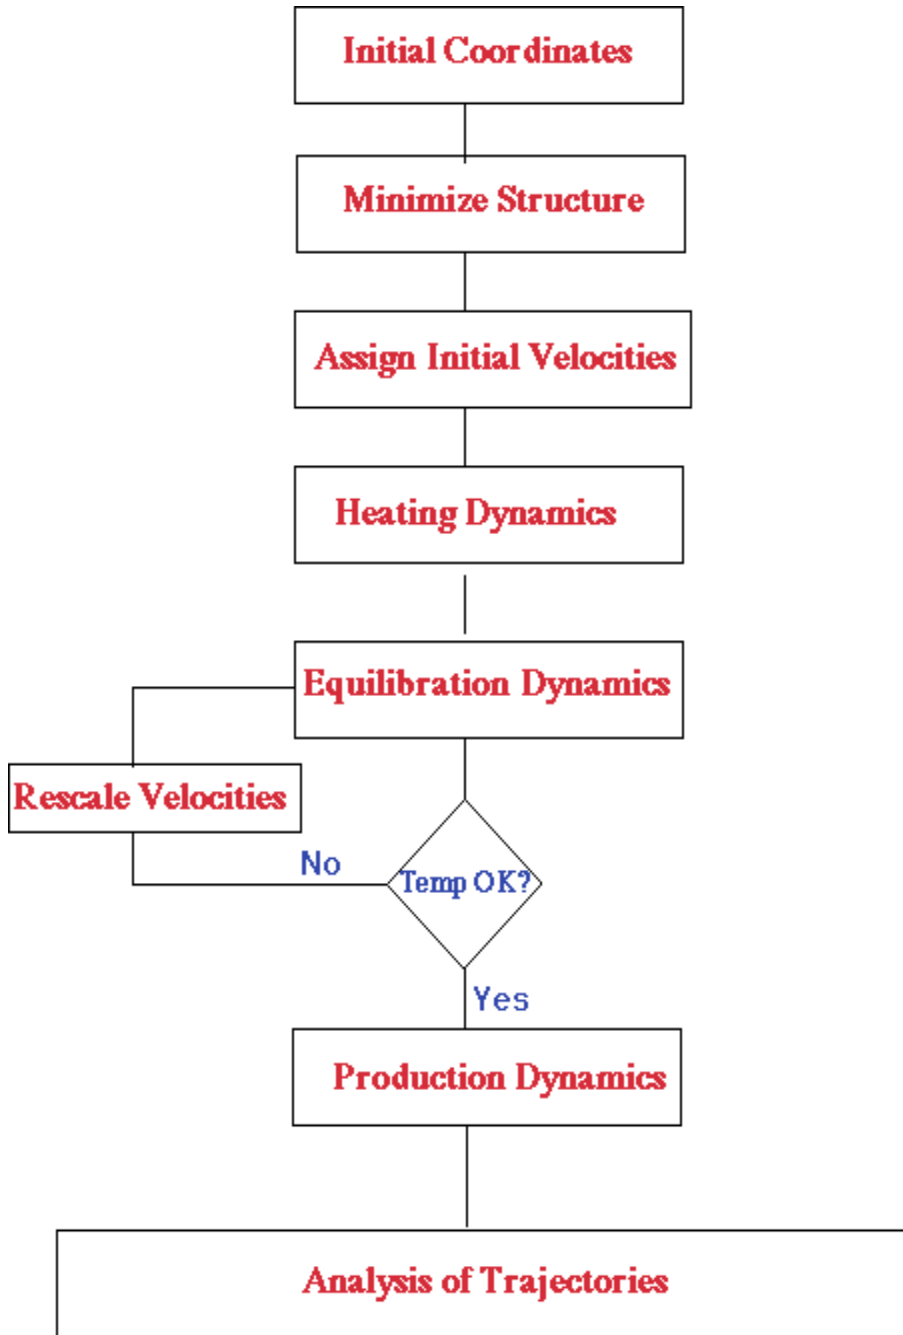 Initial Coordinates
Minimize Structure
Assign Initial Velocities
Heating Dynamics
Equilibration Dynamics
Rescale Velocities
No
Temp OK?
Yes
Production Dynamics
Analysis of Trajectories